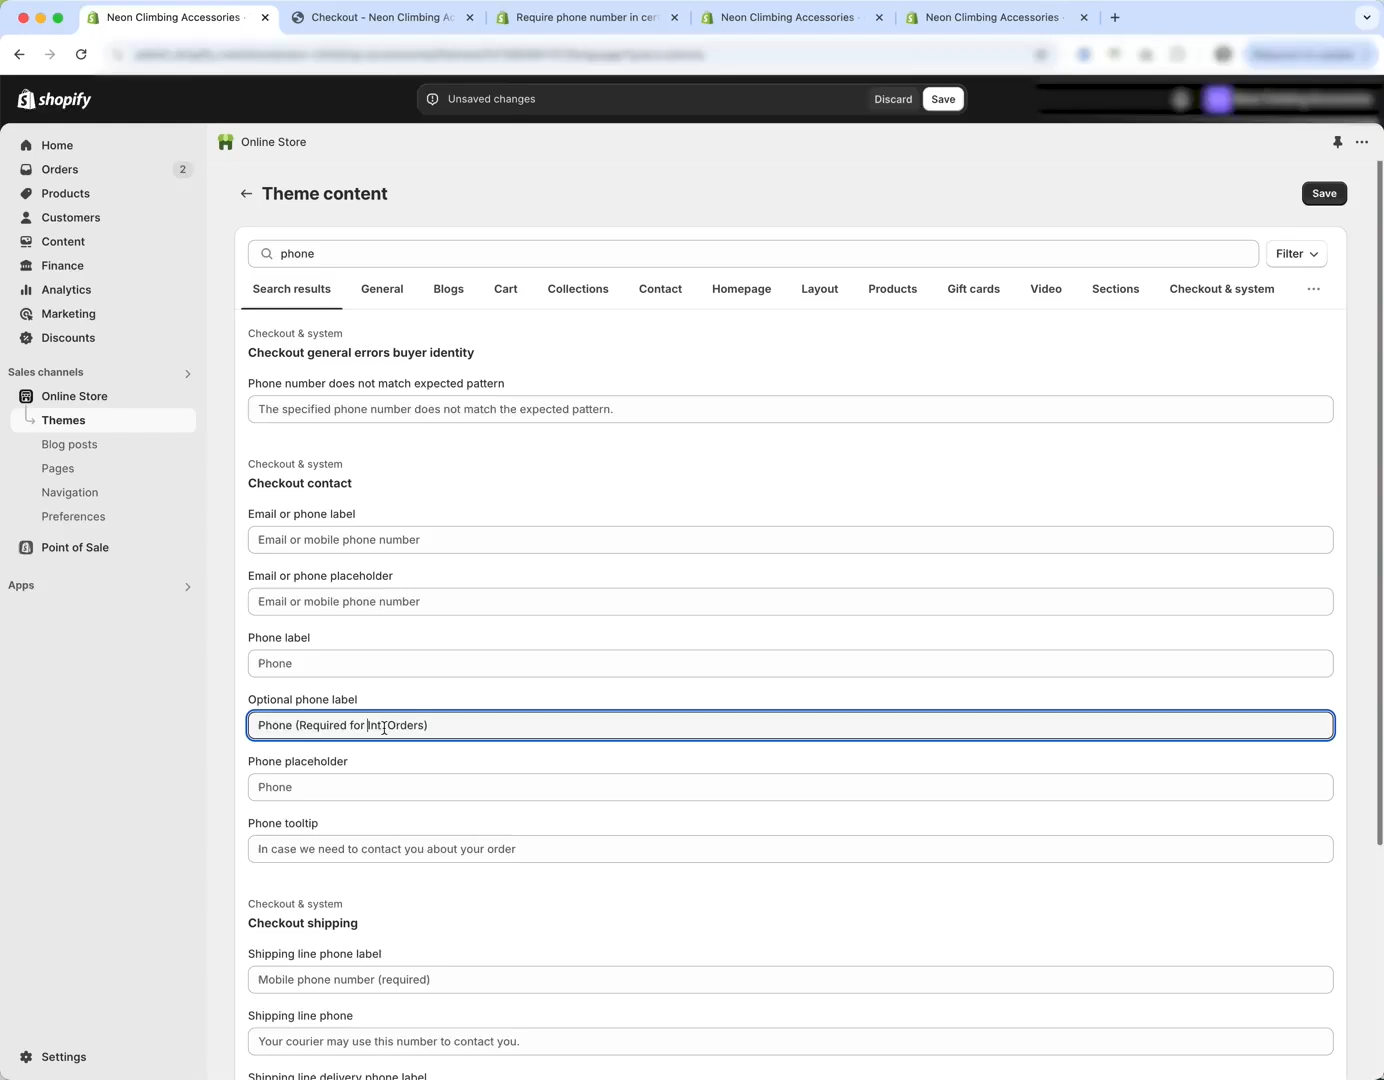 Neon Climbing Accessories ·
Checkout - Neon Climbing Ac
Require phone number in cer
Neon Climbing Accessories ·
Neon Climbing Accessories ·
shopify
Unsaved changes
Discard
Save
Home
Orders
2
Products
Customers
Content
Finance
Analytics
Marketing
Discounts
Sales channels
Online Store
Themes
Blog posts
Pages
Navigation
Preferences
Point of Sale
Apps
Settings
Online Store
Theme content
Save
phone
Filter
Search results
General
Blogs
Cart
Collections
Contact
Homepage
Layout
Products
Gift cards
Video
Sections
Checkout & system
Checkout & system
Checkout general errors buyer identity
Phone number does not match expected pattern
The specified phone number does not match the expected pattern.
Checkout & system
Checkout contact
Email or phone label
Email or mobile phone number
Email or phone placeholder
Email or mobile phone number
Phone label
Phone
Optional phone label
Phone (Required for Int Orders)
Phone placeholder
Phone
Phone tooltip
In case we need to contact you about your order
Checkout & system
Checkout shipping
Shipping line phone label
Mobile phone number (required)
Shipping line phone
Your courier may use this number to contact you.
Shipping line delivery phone label